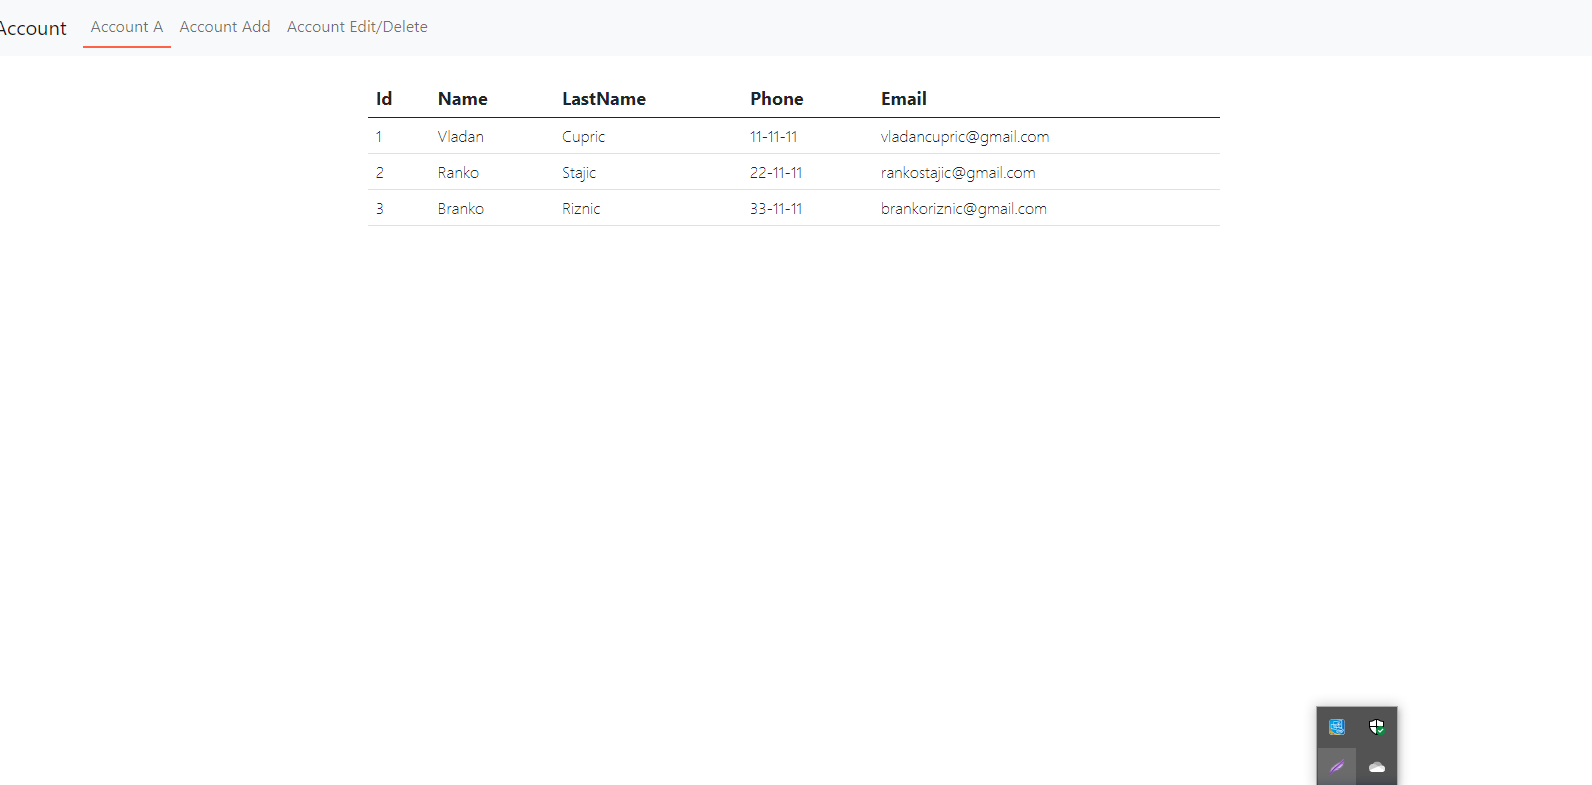 Account Account A Account Add Account Edit/Delete
Id Name LastName Phone Email
1 Vladan Cupric 11-11-11 vladancupric@gmail.com
2 Ranko Stajic 22-11-11 rankostajic@gmail.com
3 Branko Riznic 33-11-11 brankoriznic@gmail.com